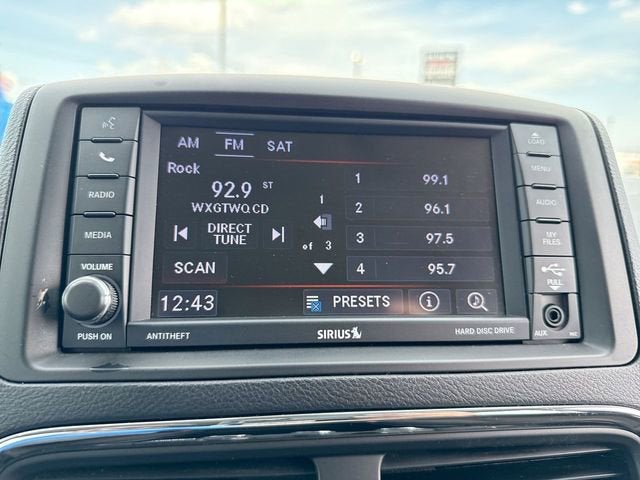 AM FM SAT
Rock
92.9 ST
WXGTWQCD
DIRECT
TUNE
SCAN
12:43
1
of 3
1 99.1
2 96.1
3 97.5
4 95.7
PRESETS
RADIO
MEDIA
VOLUME
PUSH ON
ANTITHEFT
SIRIUS
HARD DISC DRIVE
LOAD
MENU
AUDIO
MY
FILES
PULL
AUX